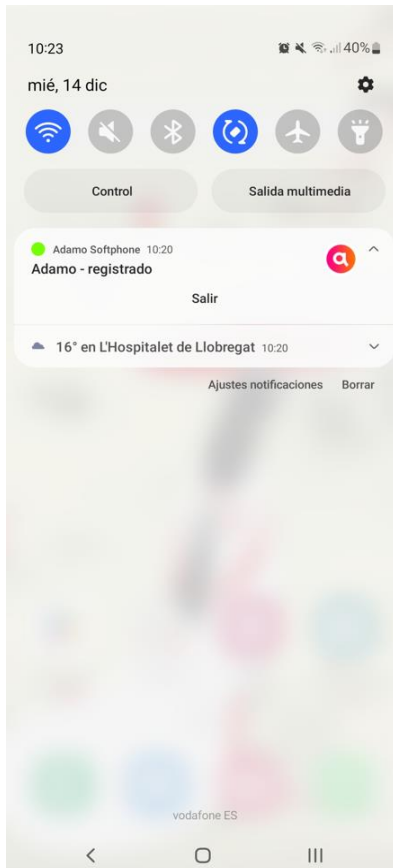 10:23 40%
mié, 14 dic
Control Salida multimedia
Adamo Softphone 10:20
Adamo - registrado
Salir
16° en L'Hospitalet de Llobregat 10:20
Ajustes notificaciones Borrar
vodafone ES